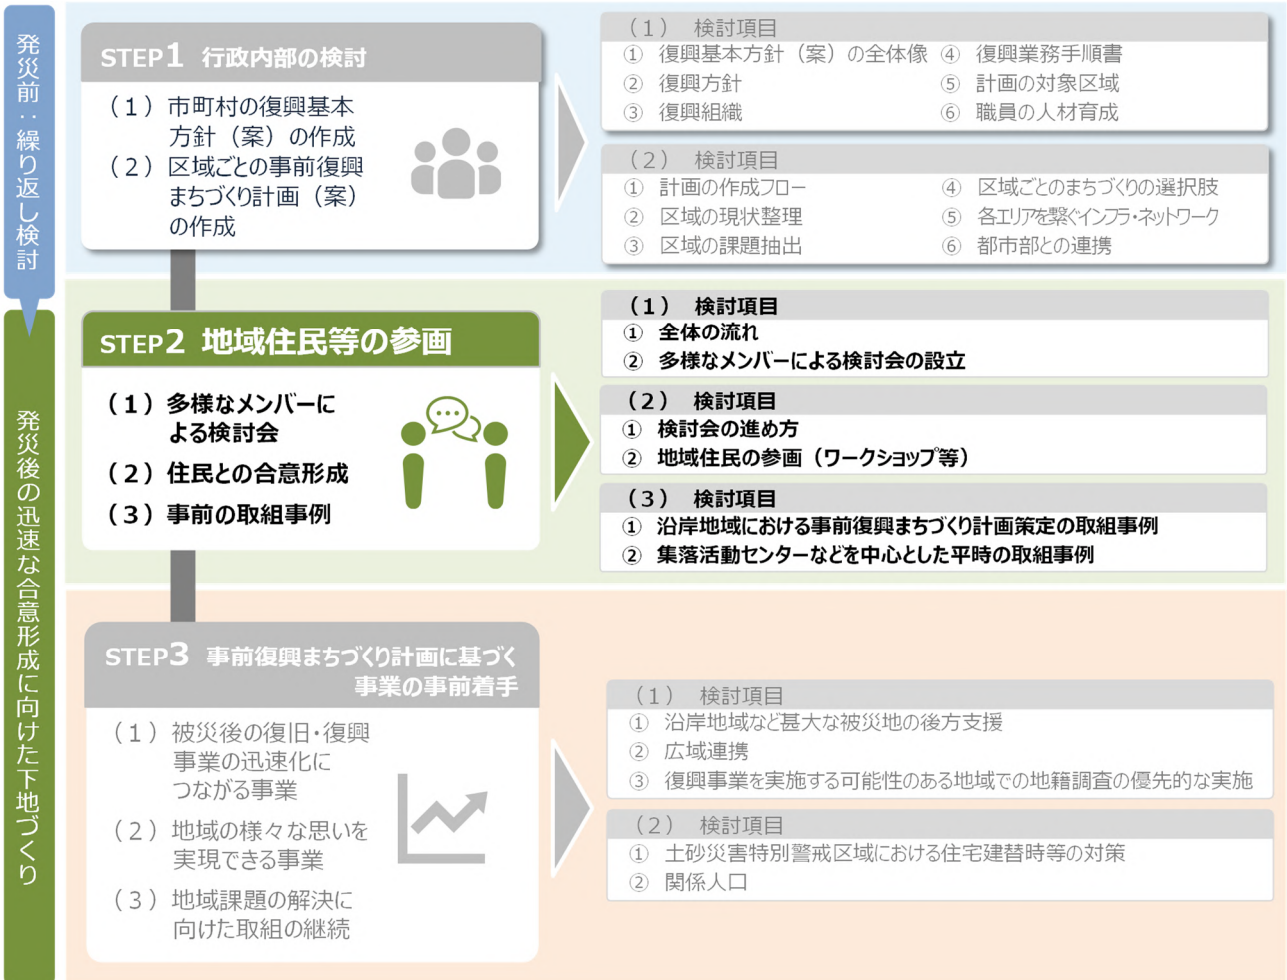 発災前：繰り返し検討
発災後の迅速な合意形成に向けた下地づくり
STEP1 行政内部の検討
（１）市町村の復興基本
方針（案）の作成
（２）区域ごとの事前復興
まちづくり計画（案）
の作成
（１） 検討項目
① 復興基本方針（案）の全体像
② 復興方針
③ 復興組織
④ 復興業務手順書
⑤ 計画の対象区域
⑥ 職員の人材育成
（２） 検討項目
① 計画の作成フロー
② 区域の現状整理
③ 区域の課題抽出
④ 区域ごとのまちづくりの選択肢
⑤ 各エリアを繋ぐインフラ・ネットワーク
⑥ 都市部との連携
STEP2 地域住民等の参画
（１）多様なメンバーに
よる検討会
（２）住民との合意形成
（３）事前の取組事例
（１） 検討項目
① 全体の流れ
② 多様なメンバーによる検討会の設立
（２） 検討項目
① 検討会の進め方
② 地域住民の参画（ワークショップ等）
（３） 検討項目
① 沿岸地域における事前復興まちづくり計画策定の取組事例
② 集落活動センターなどを中心とした平時の取組事例
STEP3 事前復興まちづくり計画に基づく
事業の事前着手
（１）被災後の復旧・復興
事業の迅速化に
つながる事業
（２）地域の様々な思いを
実現できる事業
（３）地域課題の解決に
向けた取組の継続
（１） 検討項目
① 沿岸地域など甚大な被災地の後方支援
② 広域連携
③ 復興事業を実施する可能性のある地域での地籍調査の優先的な実施
（２） 検討項目
① 土砂災害特別警戒区域における住宅建替時等の対策
② 関係人口